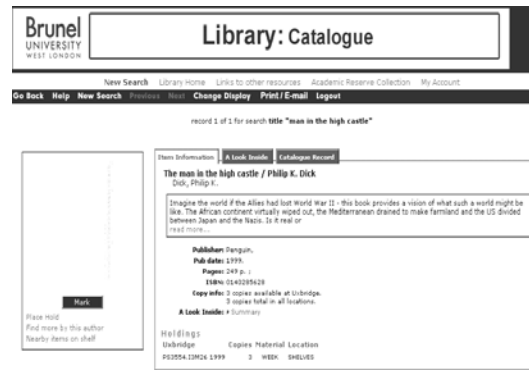 Brunel
UNIVERSITY
WEST LONDON
Library: Catalogue
New Search Library Home Links to other resources Academic Reserve Collection My Account
Go Back Help New Search Previous Next Change Display Print / E-mail Logout
record 1 of 1 for search title "man in the high castle"
Item Information A Look Inside Catalogue Record
The man in the high castle / Philip K. Dick
Dick, Philip K.
Imagine the world if the Allies had lost World War II - this book provides a vision of what such a world might be
like. The African continent virtually wiped out, the Mediterranean drained to make farmland and the US divided
between Japan and the Nazis. Is it real or
read more...
Publisher: Penguin,
Pub date: 1999.
Pages: 249 p. ;
ISBN: 0140285628
Copy info: 3 copies available at Uxbridge.
3 copies total in all locations.
A Look Inside: Summary
Mark
Place Hold
Find more by this author
Nearby items on shelf
Holdings
Uxbridge Copies Material Location
PS3554.I3M26 1999 3 WEEK SHELVES